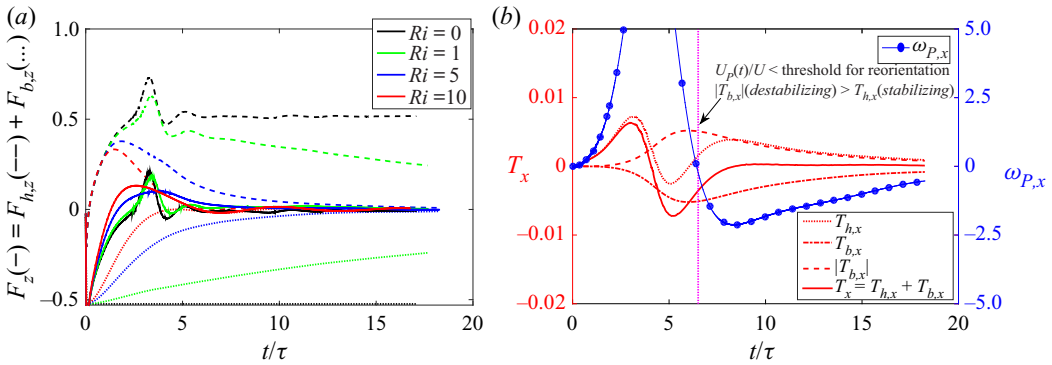 (a)
F_z(−) = F_{h,z}(−−) + F_{b,z}(...)
1.0
0.5
0
−0.5
0
5
10
15
20
t/τ
Ri = 0
Ri = 1
Ri = 5
Ri = 10
(b)
T_x
0.02
0.01
0
−0.01
−0.02
0
5
10
15
20
t/τ
5.0
2.5
0
−2.5
−5.0
ω_{P,x}
ω_{P,x}
U_P(t)/U < threshold for reorientation
|T_{b,x}|(destabilizing) > T_{h,x}(stabilizing)
T_{h,x}
T_{b,x}
|T_{b,x}|
T_x = T_{h,x} + T_{b,x}